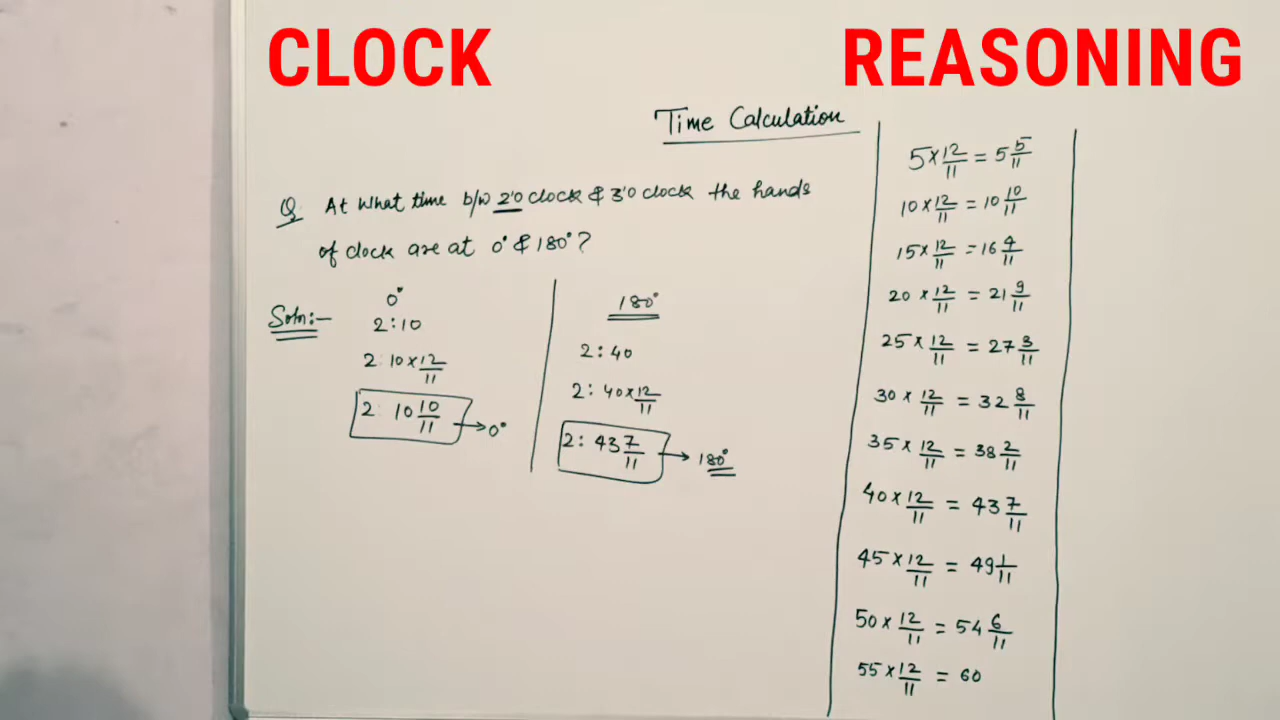 CLOCK REASONING
Time Calculation
Q. At What time b/w 2'0 clock & 3'0 clock the hands
of clock are at 0° & 180°?
Soln:-
0°
2:10
2:10×12/11
2:10 10/11 → 0°
180°
2:40
2:40×12/11
2:43 7/11 → 180°
5×12/11 = 5 5/11
10×12/11 = 10 10/11
15×12/11 = 16 4/11
20×12/11 = 21 9/11
25×12/11 = 27 3/11
30×12/11 = 32 8/11
35×12/11 = 38 2/11
40×12/11 = 43 7/11
45×12/11 = 49 1/11
50×12/11 = 54 6/11
55×12/11 = 60